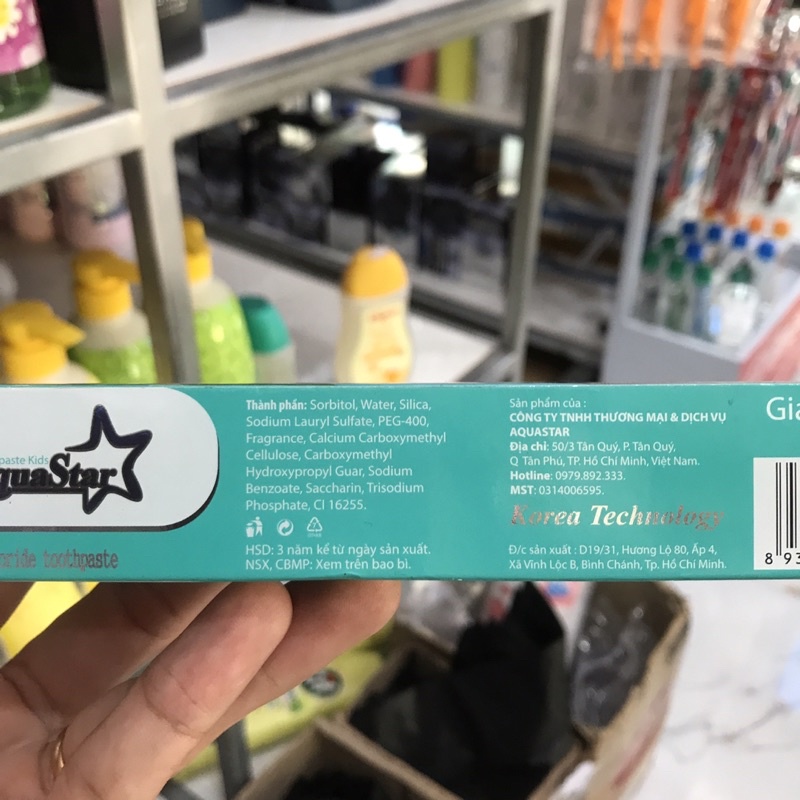 paste Kids
quaStar
oride toothpaste
Thành phần: Sorbitol, Water, Silica,
Sodium Lauryl Sulfate, PEG-400,
Fragrance, Calcium Carboxymethyl
Cellulose, Carboxymethyl
Hydroxypropyl Guar, Sodium
Benzoate, Saccharin, Trisodium
Phosphate, CI 16255.
HSD: 3 năm kể từ ngày sản xuất.
NSX, CBMP: Xem trên bao bì.
Sản phẩm của :
CÔNG TY TNHH THƯƠNG MẠI & DỊCH VỤ
AQUASTAR
Địa chỉ: 50/3 Tân Quý, P. Tân Quý,
Q Tân Phú, TP. Hồ Chí Minh, Việt Nam.
Hotline: 0979.892.333.
MST: 0314006595.
Korea Technology
Đ/c sản xuất : D19/31, Hương Lộ 80, Ấp 4,
Xã Vĩnh Lộc B, Bình Chánh, Tp. Hồ Chí Minh.
Gia
8 93